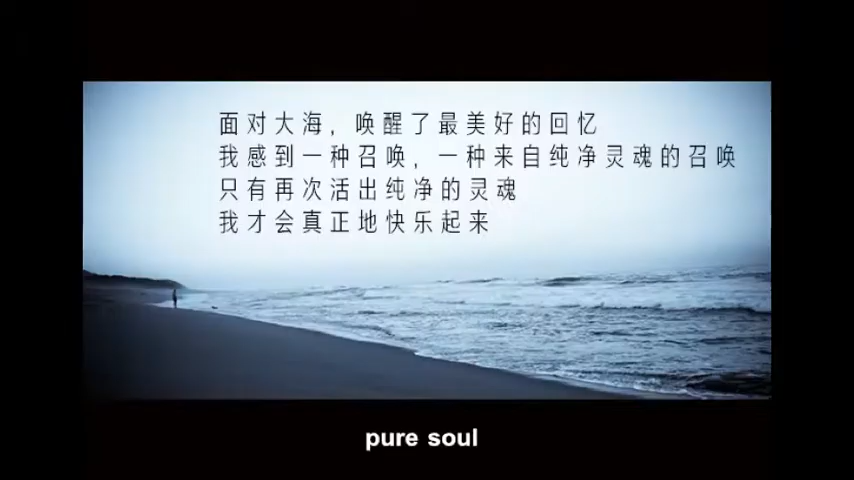 面对大海，唤醒了最美好的回忆
我感到一种召唤，一种来自纯净灵魂的召唤
只有再次活出纯净的灵魂
我才会真正地快乐起来
pure soul